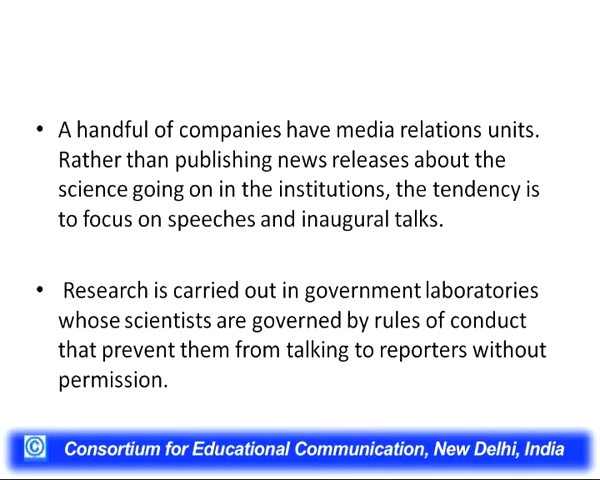 • A handful of companies have media relations units.
Rather than publishing news releases about the
science going on in the institutions, the tendency is
to focus on speeches and inaugural talks.
• Research is carried out in government laboratories
whose scientists are governed by rules of conduct
that prevent them from talking to reporters without
permission.
© Consortium for Educational Communication, New Delhi, India